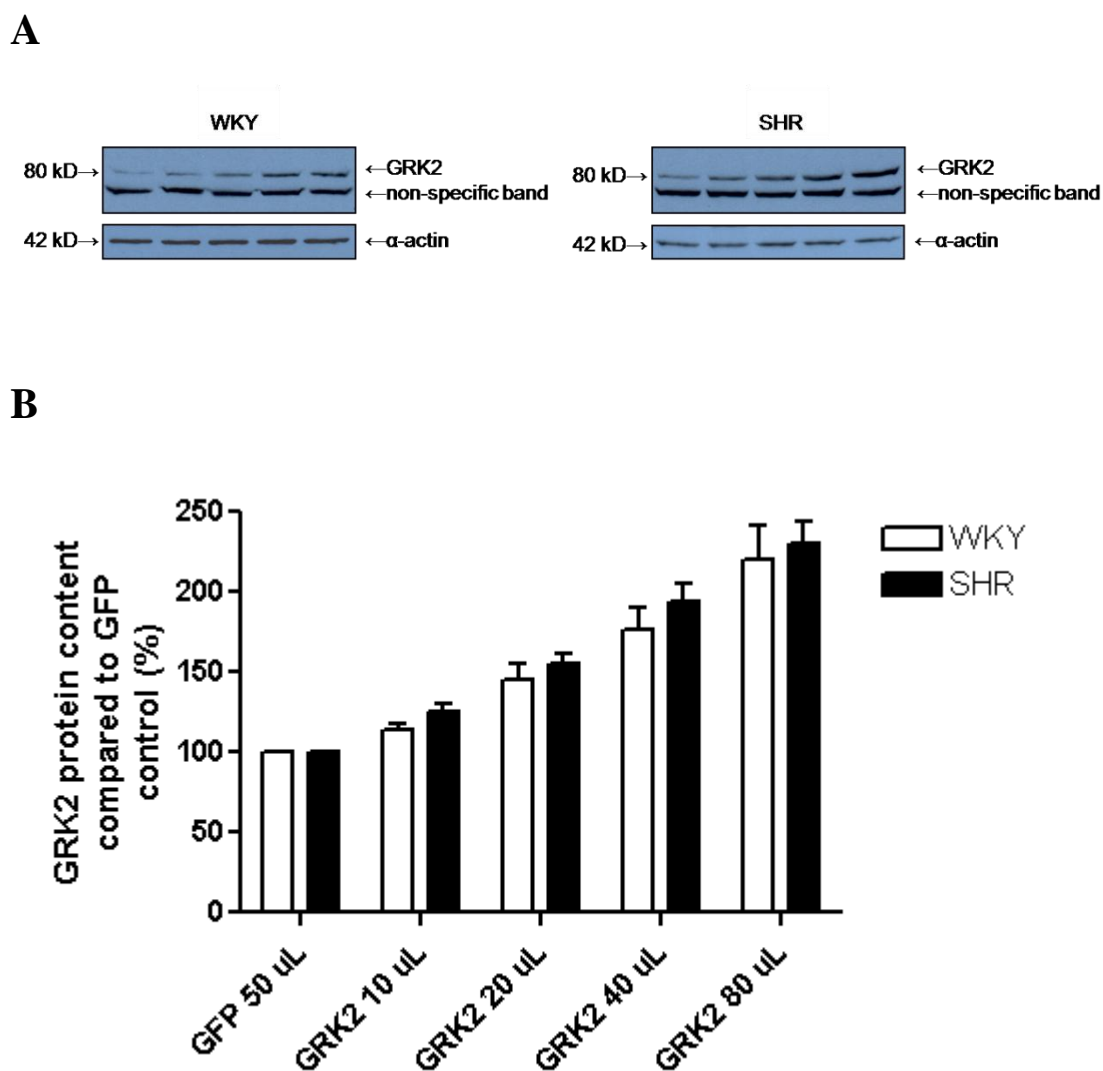 A
WKY
80 kD→
←GRK2
←non-specific band
42 kD→
←α-actin
SHR
80 kD→
←GRK2
←non-specific band
42 kD→
←α-actin
B
GRK2 protein content
compared to GFP
control (%)
250
200
150
100
50
0
GFP 50 uL
GRK2 10 uL
GRK2 20 uL
GRK2 40 uL
GRK2 80 uL
WKY
SHR